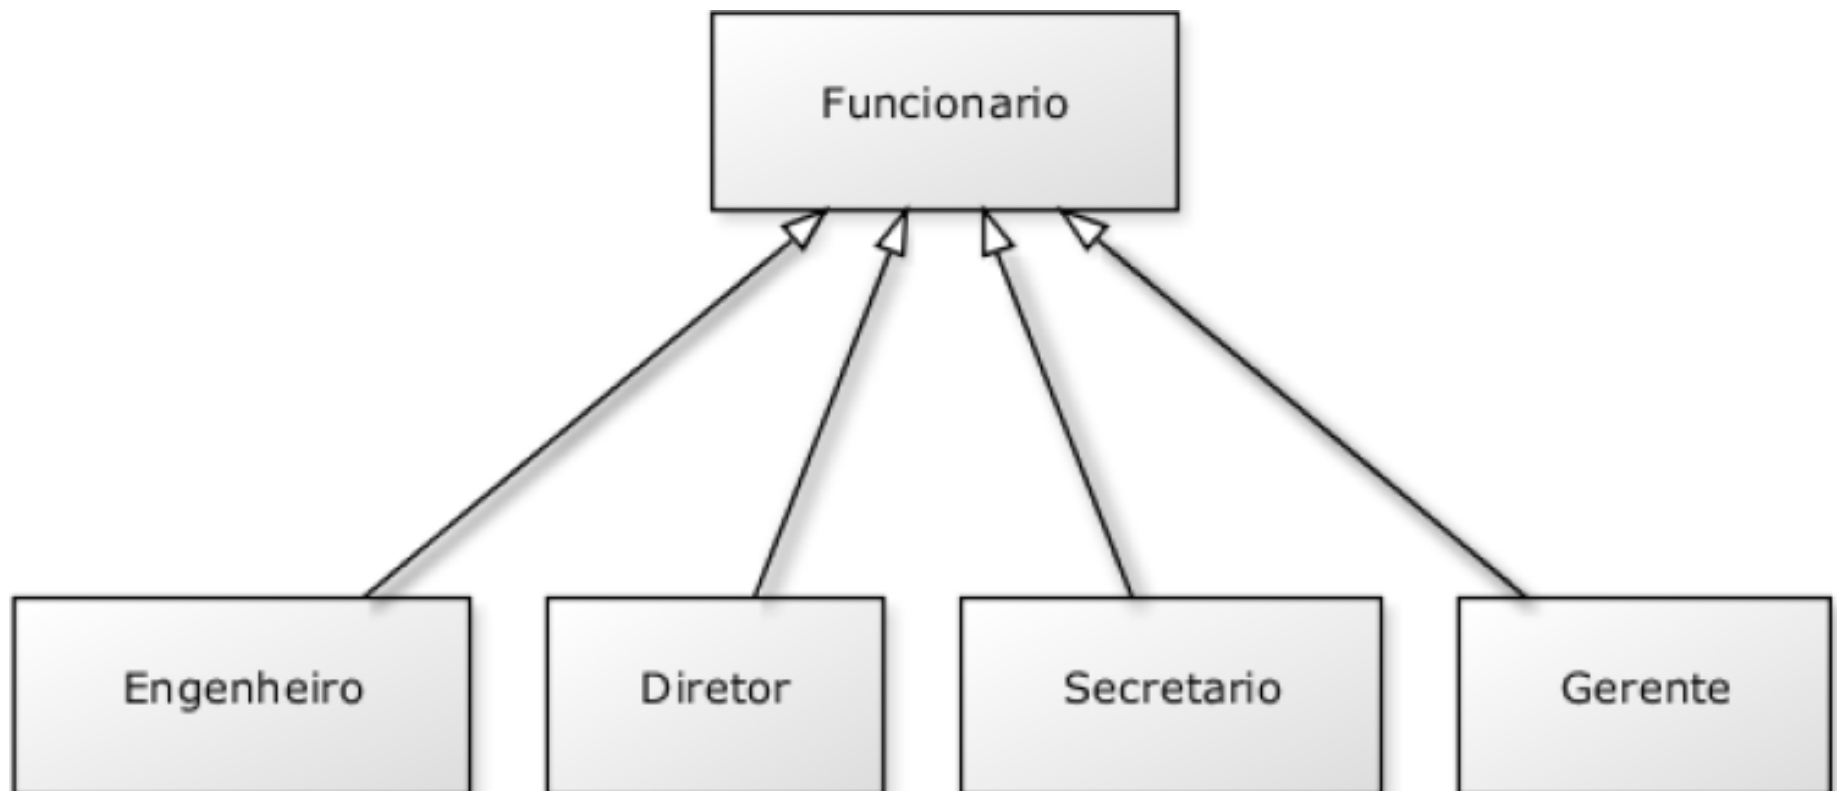 Funcionario
Engenheiro
Diretor
Secretario
Gerente